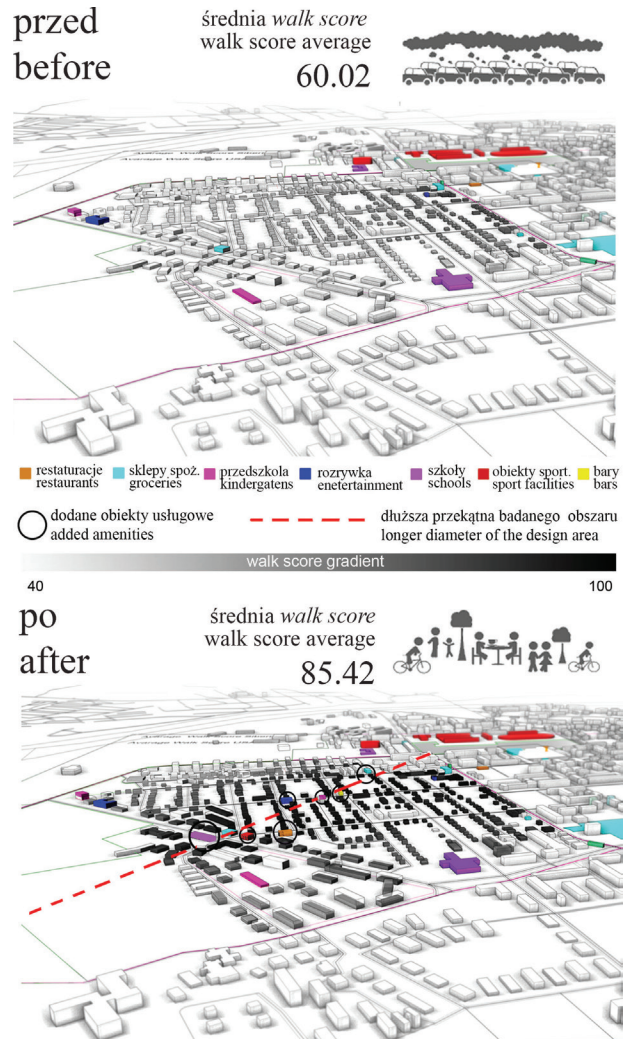 przed
before
średnia walk score
walk score average
60.02
restaturacje
restaurants
sklepy spoż.
groceries
przedszkola
kindergatens
rozrywka
enetertainment
szkoły
schools
obiekty sport.
sport facilities
bary
bars
dodane obiekty usługowe
added amenities
dłuższa przekątna badanego obszaru
longer diameter of the design area
walk score gradient
40
100
po
after
średnia walk score
walk score average
85.42